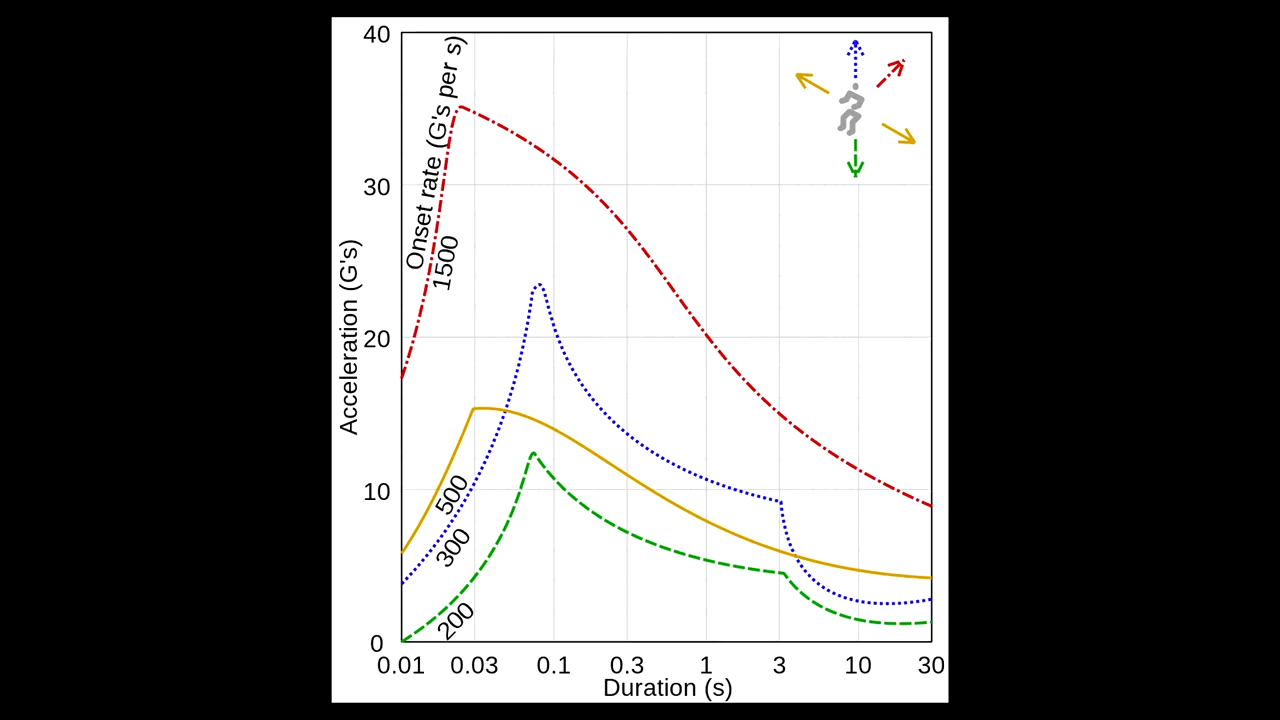 40
30
20
10
0
Acceleration (G's)
Onset rate (G's per s)
1500
500
300
200
0.01 0.03 0.1 0.3 1 3 10 30
Duration (s)